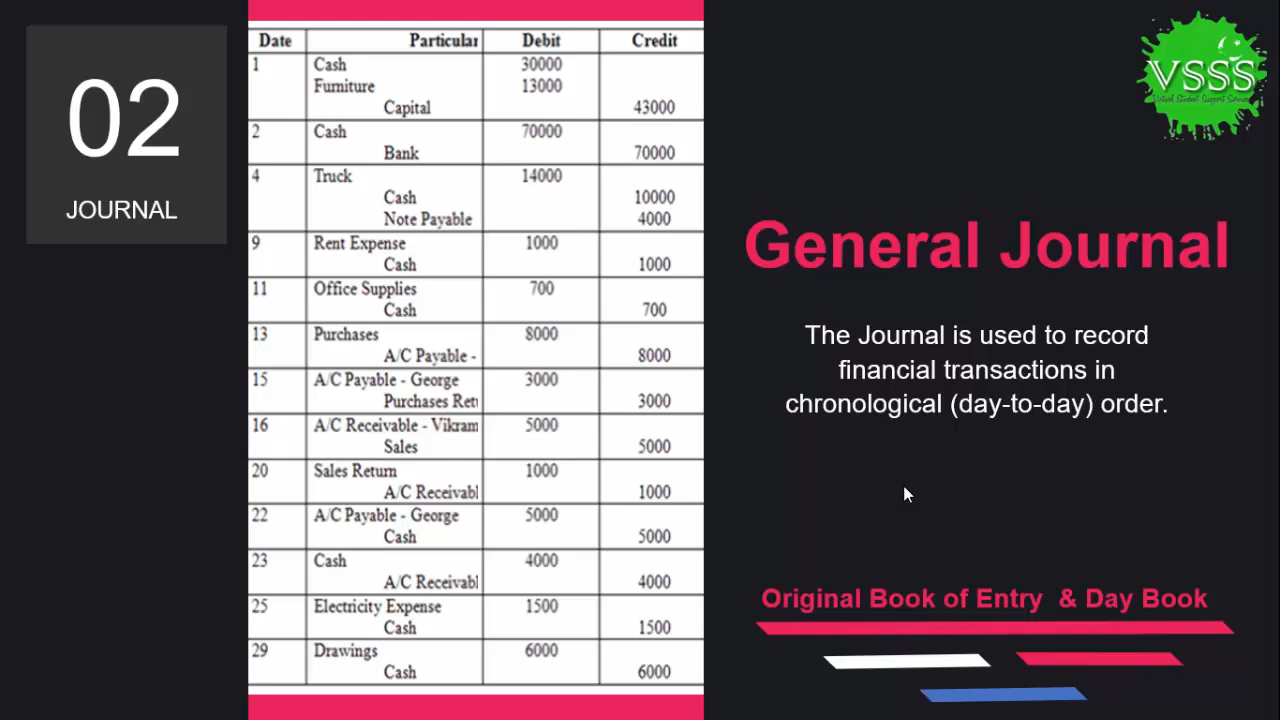 02
JOURNAL
Date Particular Debit Credit
1 Cash 30000
Furniture 13000
Capital 43000
2 Cash 70000
Bank 70000
4 Truck 14000
Cash 10000
Note Payable 4000
9 Rent Expense 1000
Cash 1000
11 Office Supplies 700
Cash 700
13 Purchases 8000
A/C Payable - 8000
15 A/C Payable - George 3000
Purchases Retu 3000
16 A/C Receivable - Vikram 5000
Sales 5000
20 Sales Return 1000
A/C Receivabl 1000
22 A/C Payable - George 5000
Cash 5000
23 Cash 4000
A/C Receivabl 4000
25 Electricity Expense 1500
Cash 1500
29 Drawings 6000
Cash 6000
VSSS
Virtual Student Support Services
General Journal
The Journal is used to record
financial transactions in
chronological (day-to-day) order.
Original Book of Entry & Day Book